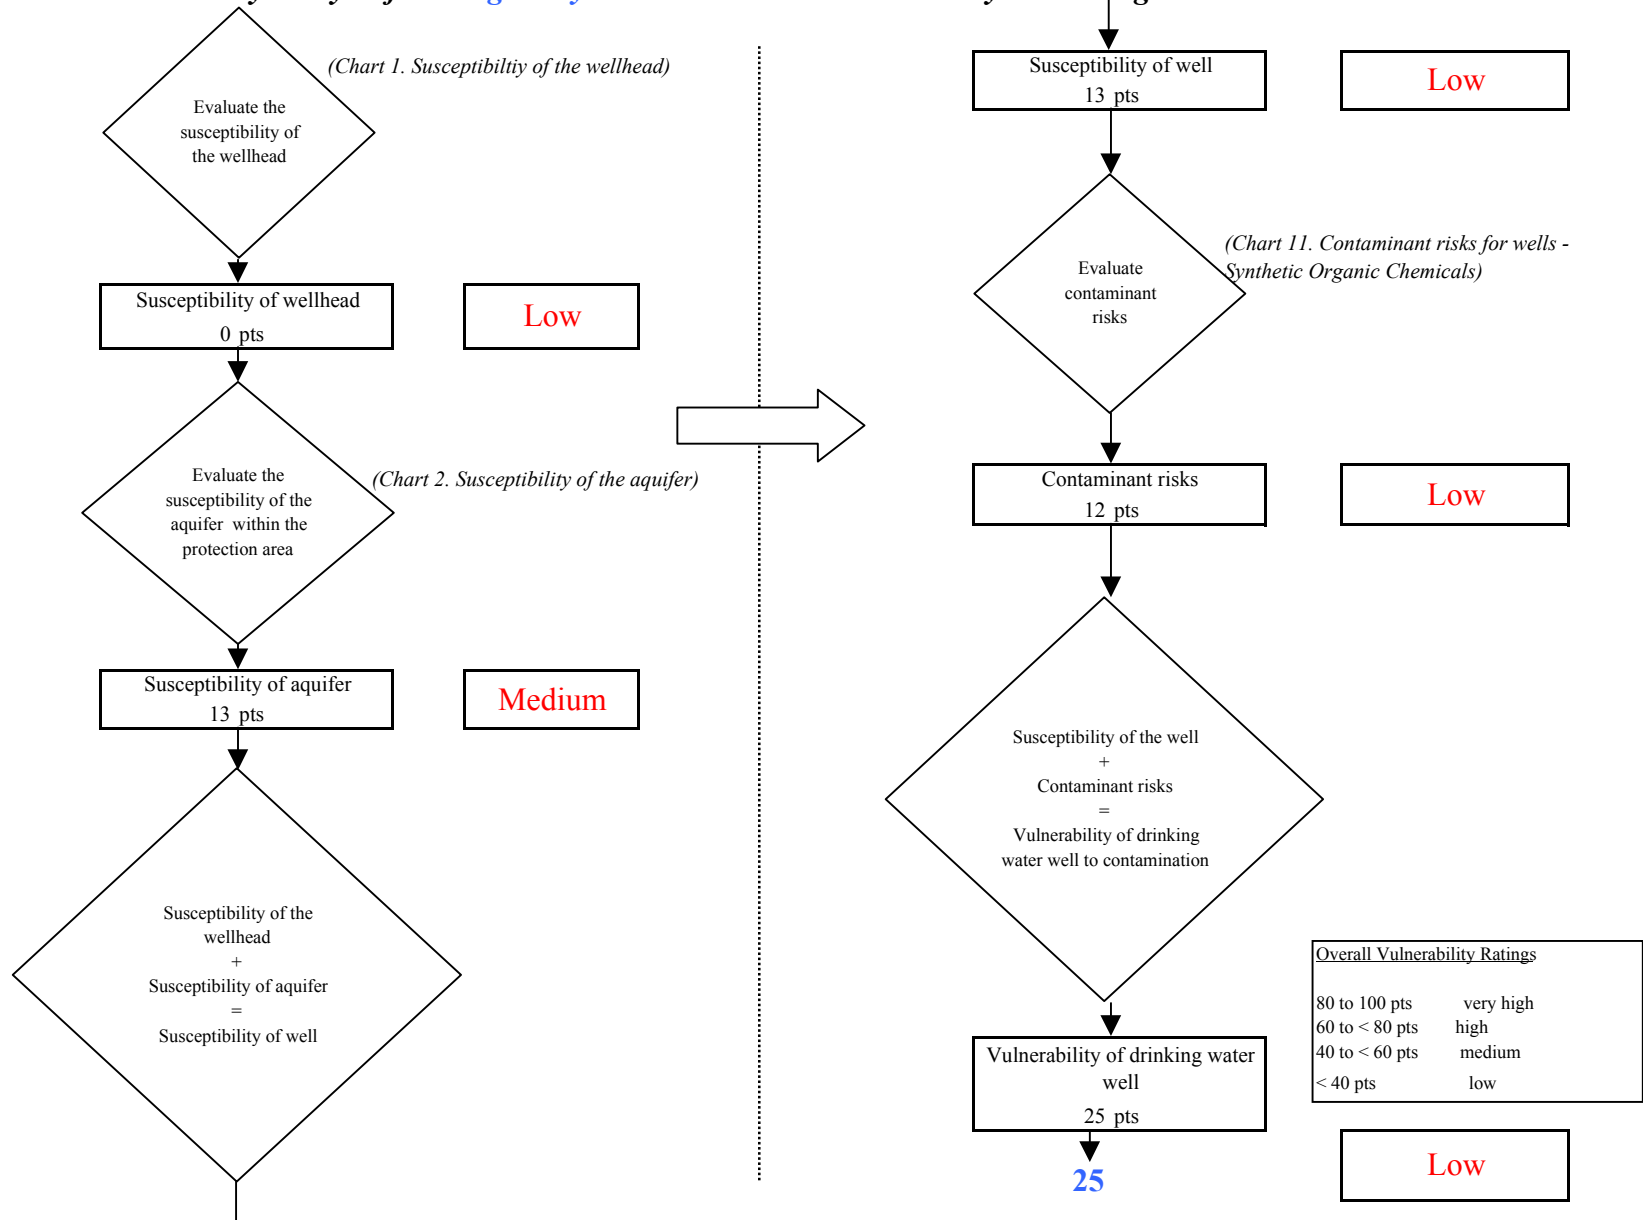 (Chart 1. Susceptibiltiy of the wellhead)
Evaluate the
susceptibility of
the wellhead
Susceptibility of wellhead
0 pts
Low
Evaluate the
susceptibility of the
aquifer within the
protection area
(Chart 2. Susceptibility of the aquifer)
Susceptibility of aquifer
13 pts
Medium
Susceptibility of the
wellhead
+
Susceptibility of aquifer
=
Susceptibility of well
Susceptibility of well
13 pts
Low
Evaluate
contaminant
risks
(Chart 11. Contaminant risks for wells -
Synthetic Organic Chemicals)
Contaminant risks
12 pts
Low
Susceptibility of the well
+
Contaminant risks
=
Vulnerability of drinking
water well to contamination
Overall Vulnerability Ratings
80 to 100 pts very high
60 to < 80 pts high
40 to < 60 pts medium
< 40 pts low
Vulnerability of drinking water
well
25 pts
25
Low